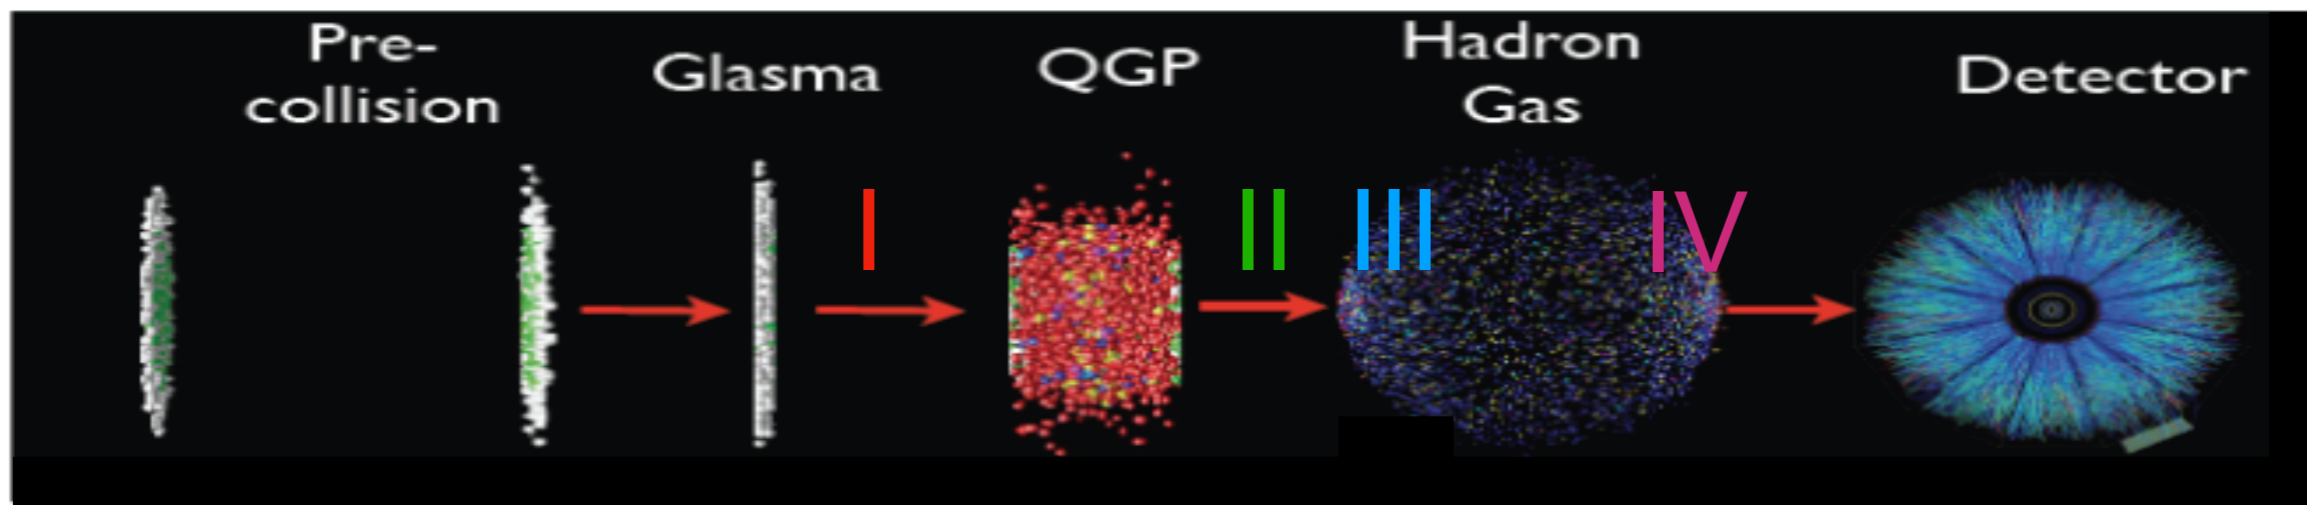 Pre-
collision
Glasma
QGP
Hadron
Gas
Detector
I
II
III
IV